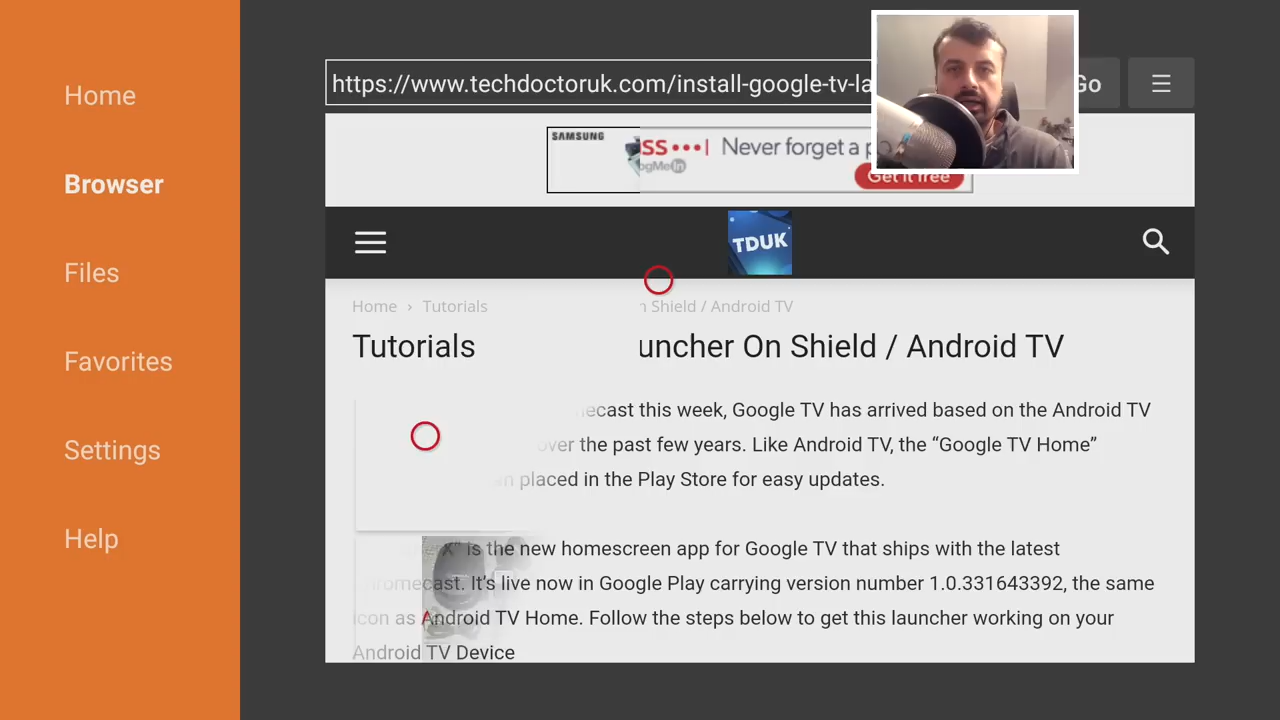 Home
Browser
Files
Favorites
Settings
Help
https://www.techdoctoruk.com/install-google-tv-la
Go
☰
SAMSUNG
SS •••|
ogMeIn
Never forget a p
Get it free
TDUK
Home › Tutorials
Shield / Android TV
Tutorials
uncher On Shield / Android TV
ecast this week, Google TV has arrived based on the Android TV
over the past few years. Like Android TV, the “Google TV Home”
placed in the Play Store for easy updates.
X” is the new homescreen app for Google TV that ships with the latest
hromecast. It’s live now in Google Play carrying version number 1.0.331643392, the same
icon as Android TV Home. Follow the steps below to get this launcher working on your
Android TV Device